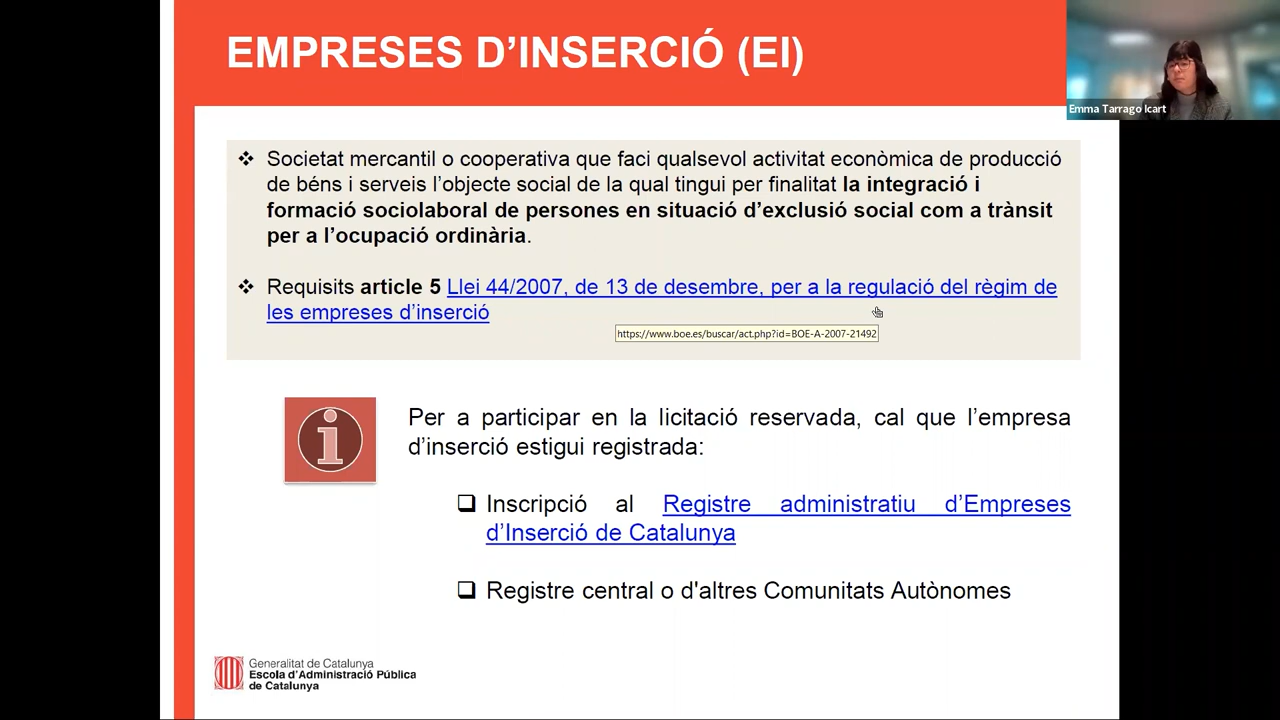 EMPRESES D’INSERCIÓ (EI)
Emma Tarrago Icart
❖ Societat mercantil o cooperativa que faci qualsevol activitat econòmica de producció
de béns i serveis l’objecte social de la qual tingui per finalitat la integració i
formació sociolaboral de persones en situació d’exclusió social com a trànsit
per a l’ocupació ordinària.
❖ Requisits article 5 Llei 44/2007, de 13 de desembre, per a la regulació del règim de
les empreses d’inserció
https://www.boe.es/buscar/act.php?id=BOE-A-2007-21492
Per a participar en la licitació reservada, cal que l’empresa
d’inserció estigui registrada:
❑ Inscripció al Registre administratiu d’Empreses
d’Inserció de Catalunya
❑ Registre central o d'altres Comunitats Autònomes
Generalitat de Catalunya
Escola d’Administració Pública
de Catalunya